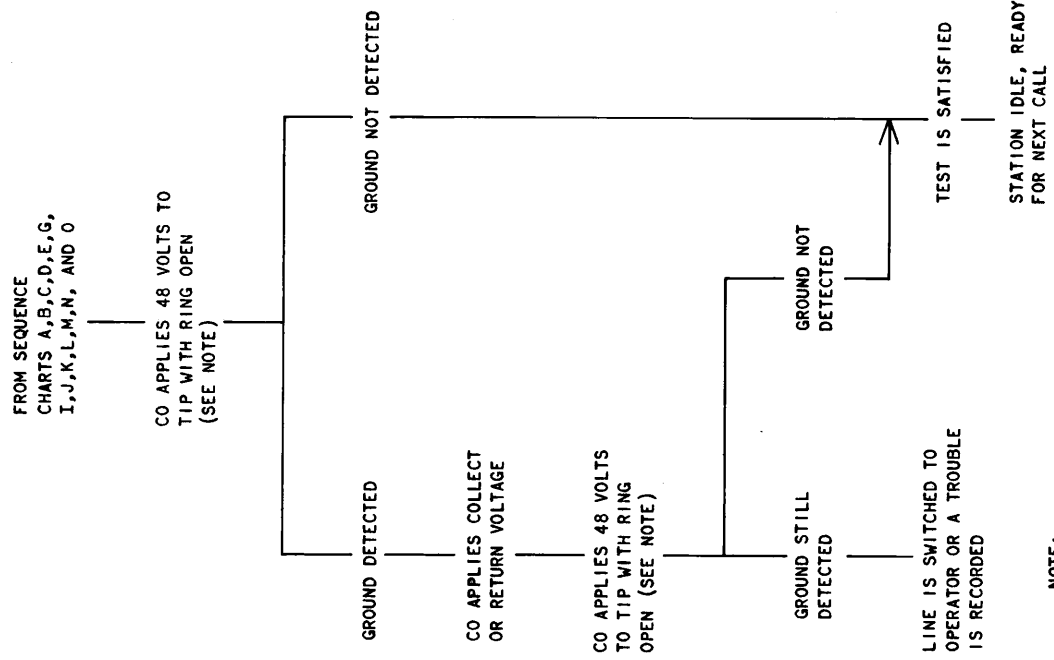 FROM SEQUENCE
CHARTS A,B,C,D,E,G,
I,J,K,L,M,N, AND O
CO APPLIES 48 VOLTS TO
TIP WITH RING OPEN
(SEE NOTE)
GROUND DETECTED
GROUND NOT DETECTED
CO APPLIES COLLECT
OR RETURN VOLTAGE
CO APPLIES 48 VOLTS
TO TIP WITH RING
OPEN (SEE NOTE)
GROUND STILL
DETECTED
GROUND NOT
DETECTED
LINE IS SWITCHED TO
OPERATOR OR A TROUBLE
IS RECORDED
TEST IS SATISFIED
STATION IDLE, READY
FOR NEXT CALL
NOTE: